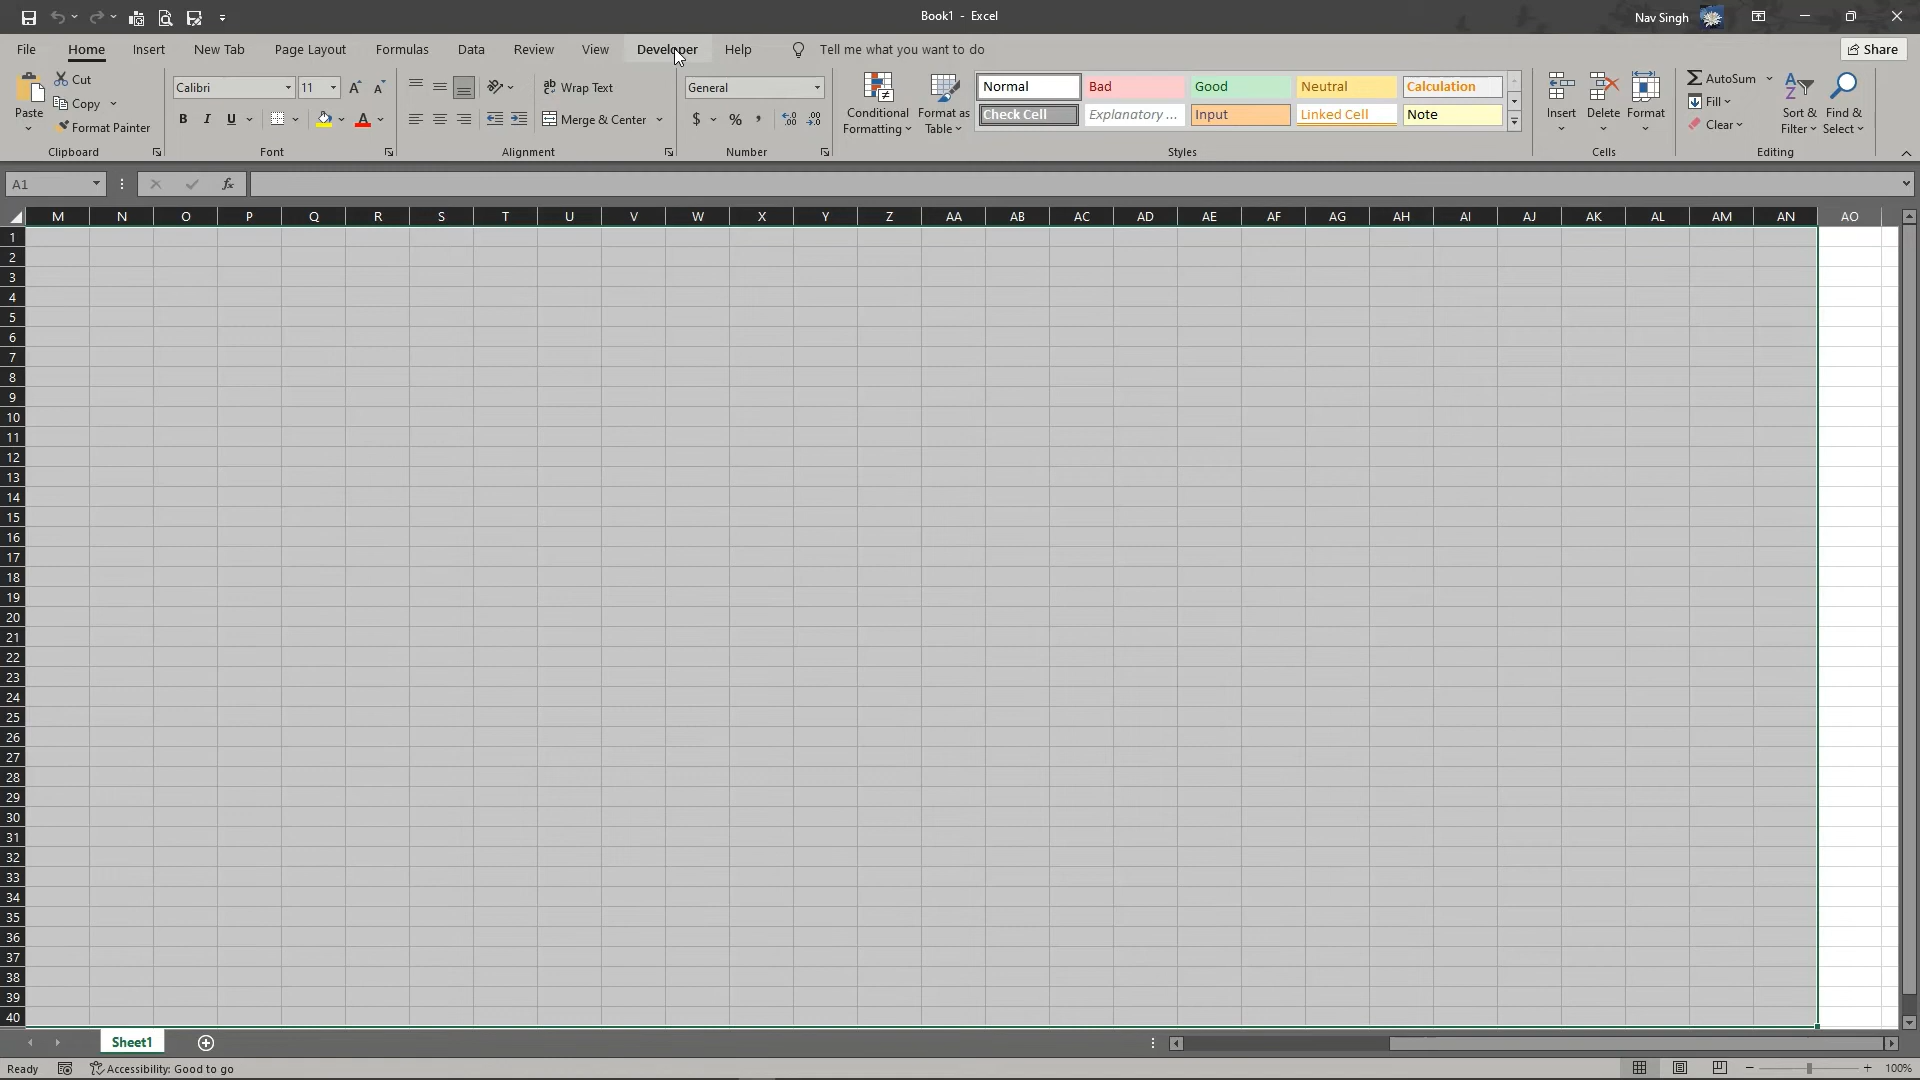 Book1 - Excel
Nav Singh
File Home Insert New Tab Page Layout Formulas Data Review View Developer Help Tell me what you want to do Share
Paste
Cut
Copy
Format Painter
Clipboard
Calibri 11
B I U
Font
ab Wrap Text
Merge & Center
Alignment
General
$ % ,
Number
Conditional Formatting
Format as Table
Normal Bad Good Neutral Calculation
Check Cell Explanatory ... Input Linked Cell Note
Styles
Insert Delete Format
Cells
AutoSum
Fill
Clear
Sort & Filter
Find & Select
Editing
A1 fx
M N O P Q R S T U V W X Y Z AA AB AC AD AE AF AG AH AI AJ AK AL AM AN AO
1
2
3
4
5
6
7
8
9
10
11
12
13
14
15
16
17
18
19
20
21
22
23
24
25
26
27
28
29
30
31
32
33
34
35
36
37
38
39
40
Sheet1
Ready Accessibility: Good to go 100%